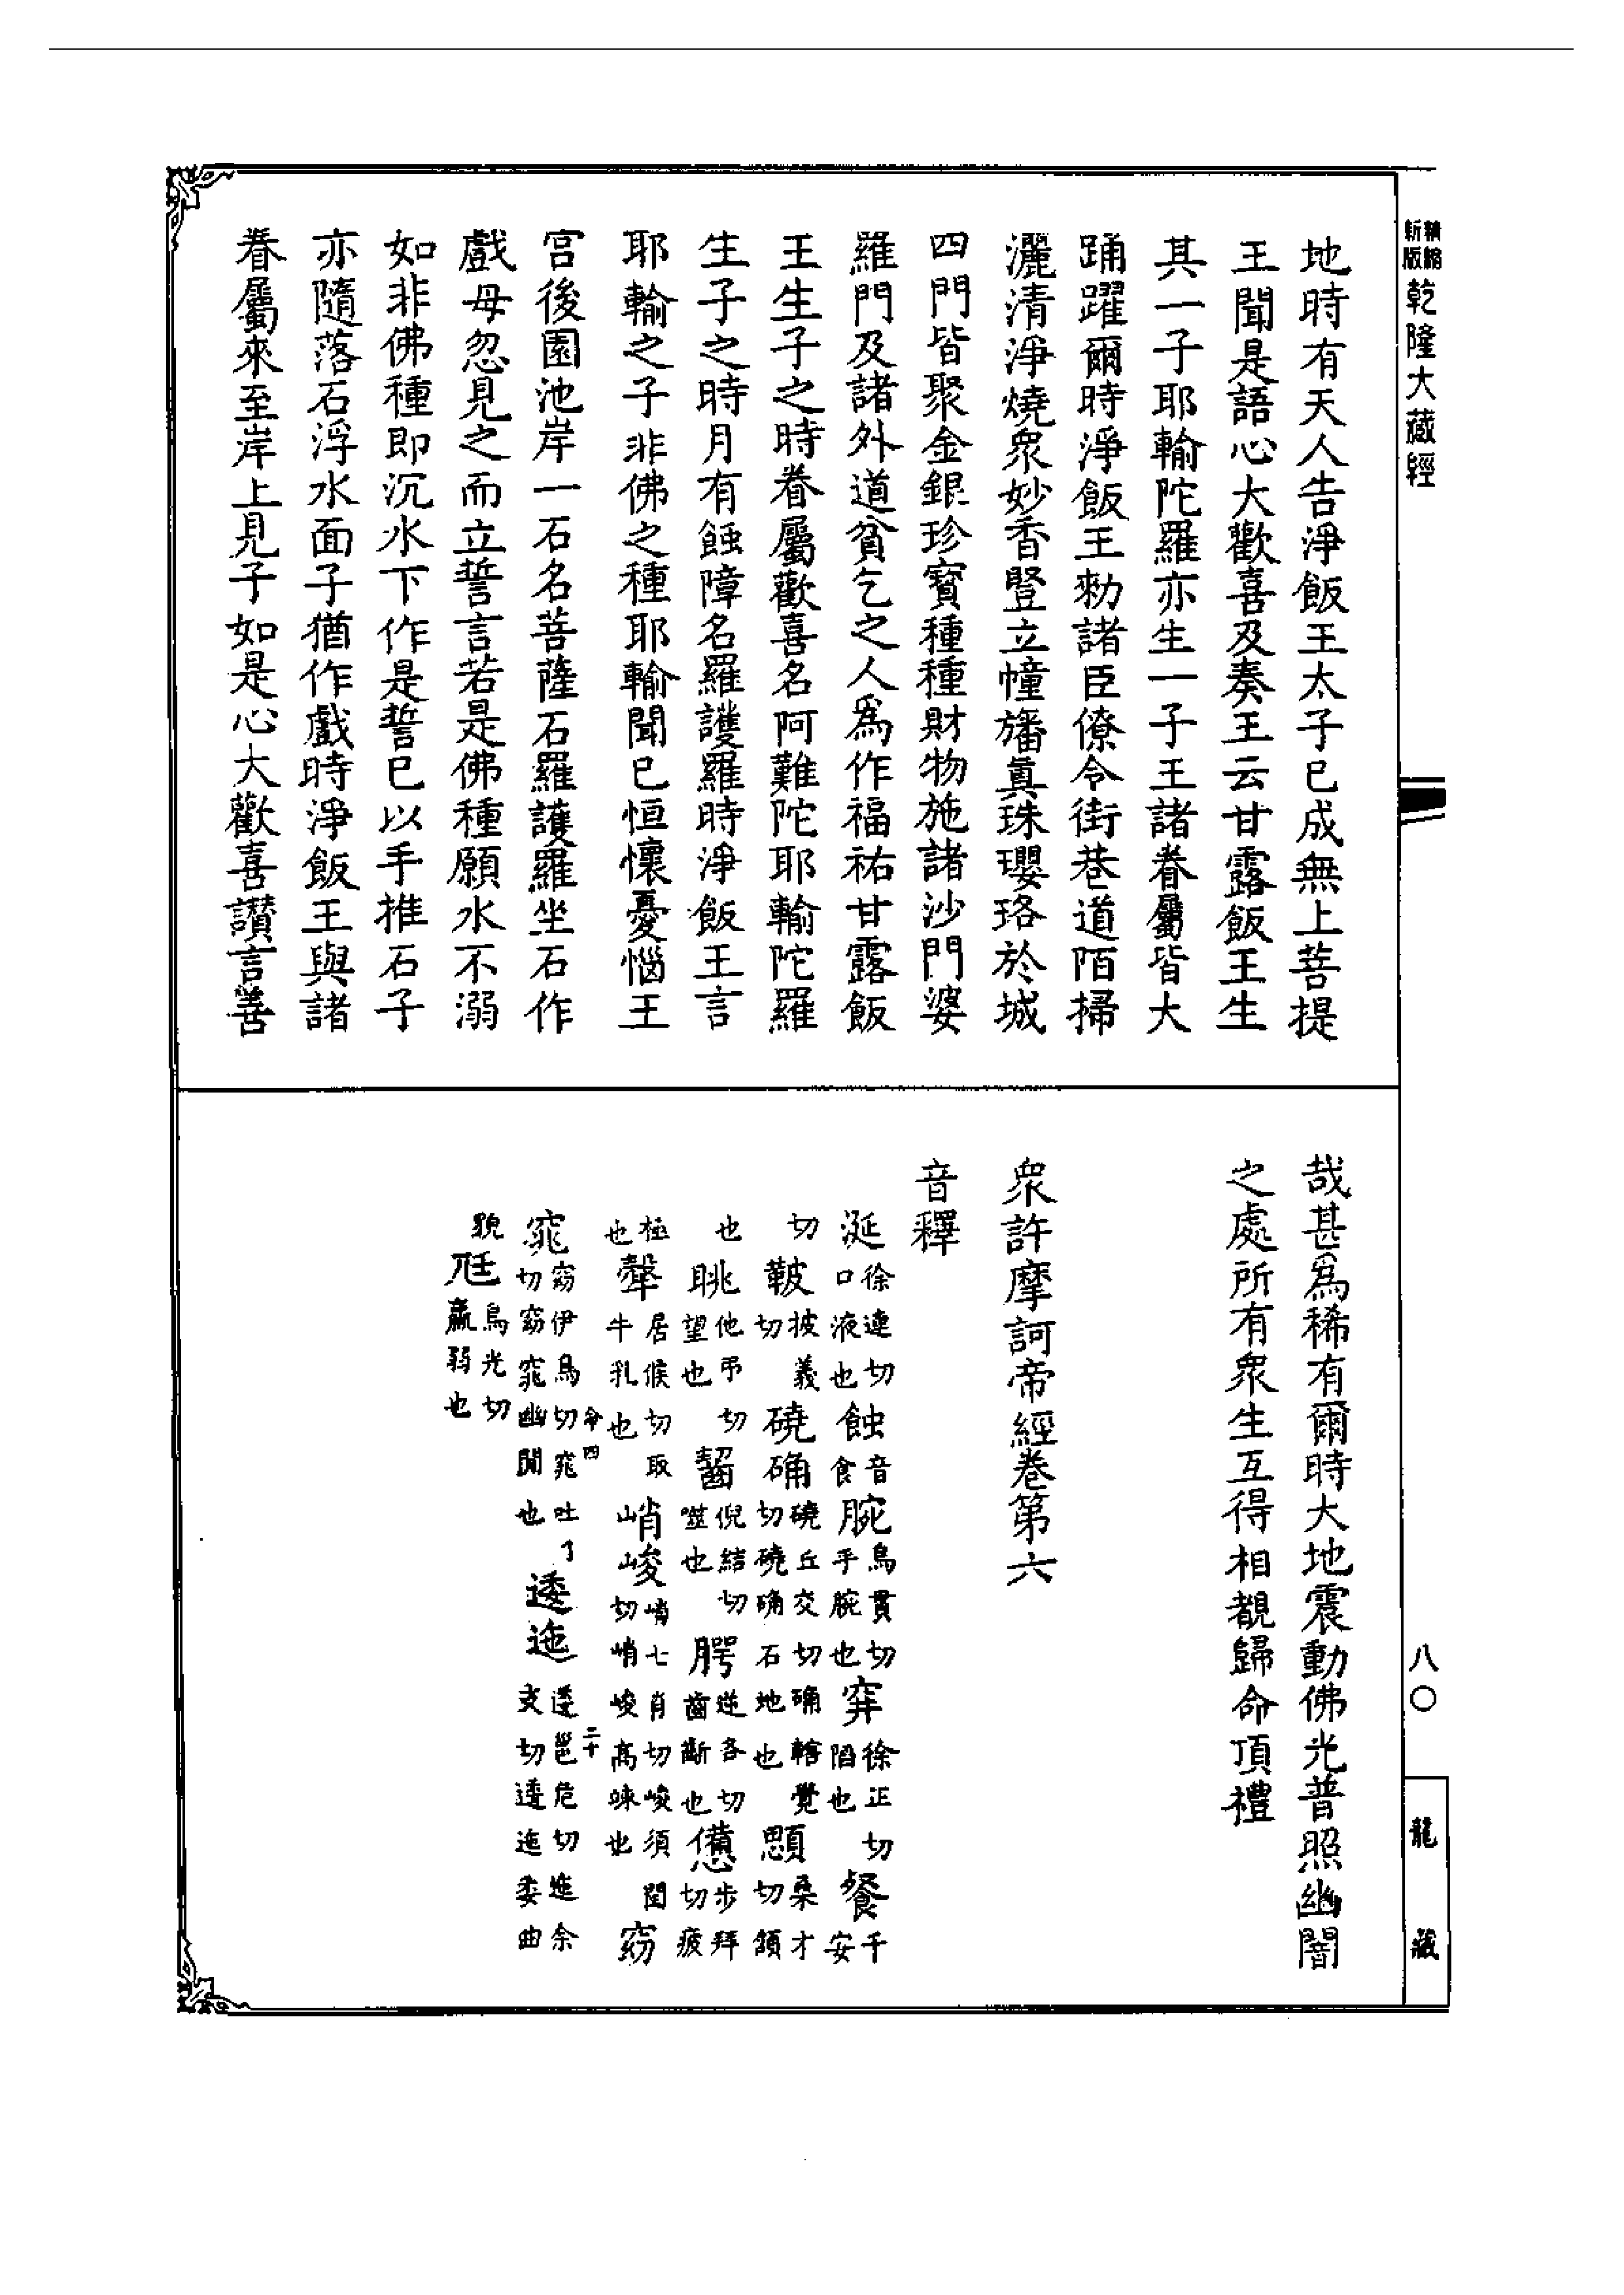 精縮新版乾隆大藏經
地時有天人告淨飯王太子已成無上菩提
王聞是語心大歡喜及奏王云甘露飯王生
其一子耶輸陀羅亦生一子王諸眷屬皆大
踊躍爾時淨飯王勑諸臣僚令街巷道陌掃
灑清淨燒衆妙香豎立幢旛眞珠瓔珞於城
四門皆聚金銀珍寳種種財物施諸沙門婆
羅門及諸外道貧乞之人爲作福祐甘露飯
王生子之時眷屬歡喜名阿難陀耶輸陀羅
生子之時月有蝕障名羅護羅時淨飯王言
耶輸之子非佛之種耶輸聞已恒懷憂惱王
宫後園池岸一石名菩薩石羅護羅坐石作
戲母忽見之而立誓言若是佛種願水不溺
如非佛種即沉水下作是誓已以手推石子
亦隨落石浮水面子猶作戲時淨飯王與諸
眷屬來至岸上見子如是心大歡喜讃言善
哉甚爲稀有爾時大地震動佛光普照幽闇
之處所有衆生互得相覩歸命頂禮
衆許摩訶帝經卷第六
音釋
涎徐連切口液也蝕音食腕烏貫切手腕也穽徐正切陷也餐千安
切鞁披義切磽确磽丘交切确轄覺切磽确石地也顋桑才切頷
也眺他弔切望也齧倪結切噬也腭逆各切齒斷也憊步拜切疲
極也㝅居候切取牛乳也峭峻峭七肖切峻須閏切峭峻高竦也窈
窕窈伊鳥切窕吐了切窈窕幽閒也逶迤逶邕危切迤余支切逶迤委曲
貌尫烏光切羸弱也
命四
二十
八〇
龍藏